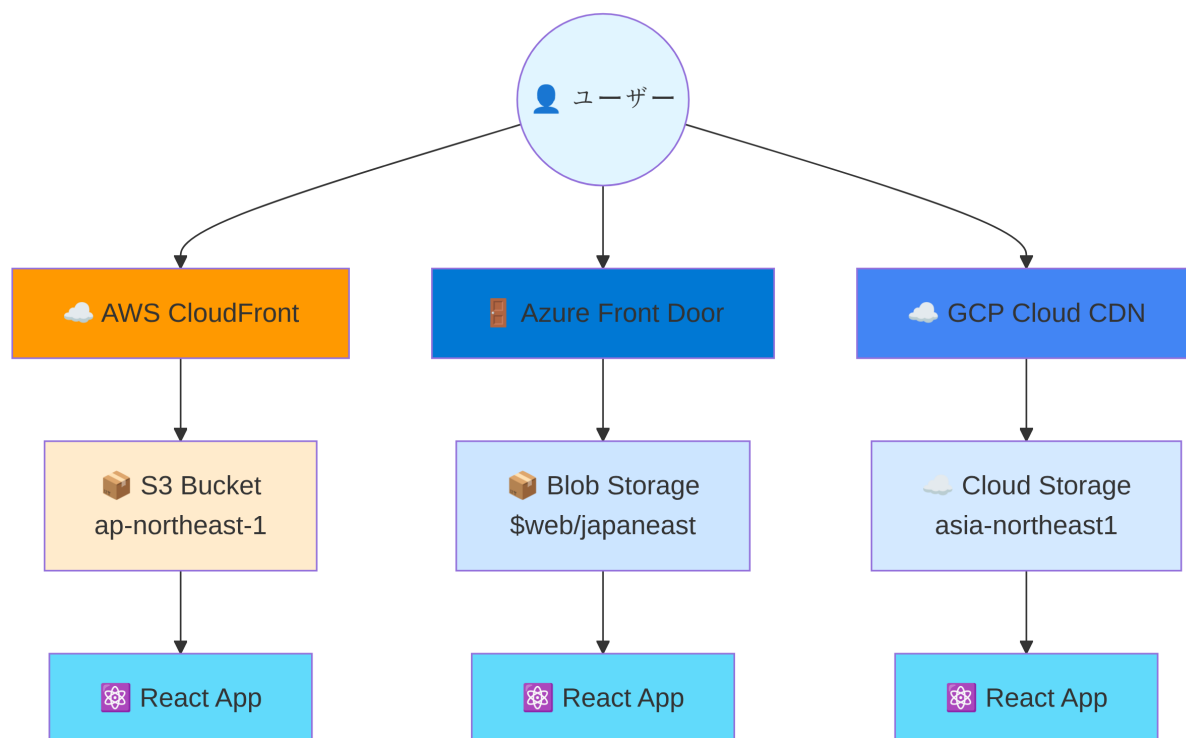 👤 ユーザー
☁️ AWS CloudFront
🚪 Azure Front Door
☁️ GCP Cloud CDN
📦 S3 Bucket
ap-northeast-1
📦 Blob Storage
$web/japaneast
☁️ Cloud Storage
asia-northeast1
⚛️ React App
⚛️ React App
⚛️ React App